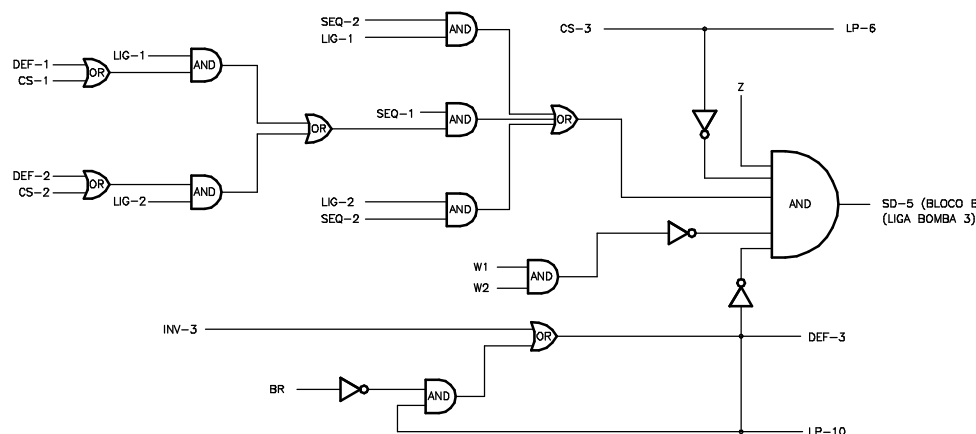 SEQ-2
LIG-1
AND
CS-3
LP-6
LIG-1
DEF-1
CS-1
OR
AND
Z
SEQ-1
AND
OR
OR
DEF-2
CS-2
OR
LIG-2
AND
LIG-2
SEQ-2
AND
AND
SD-5 (BLOCO B
(LIGA BOMBA 3)
W1
W2
AND
INV-3
OR
DEF-3
BR
AND
LP-10